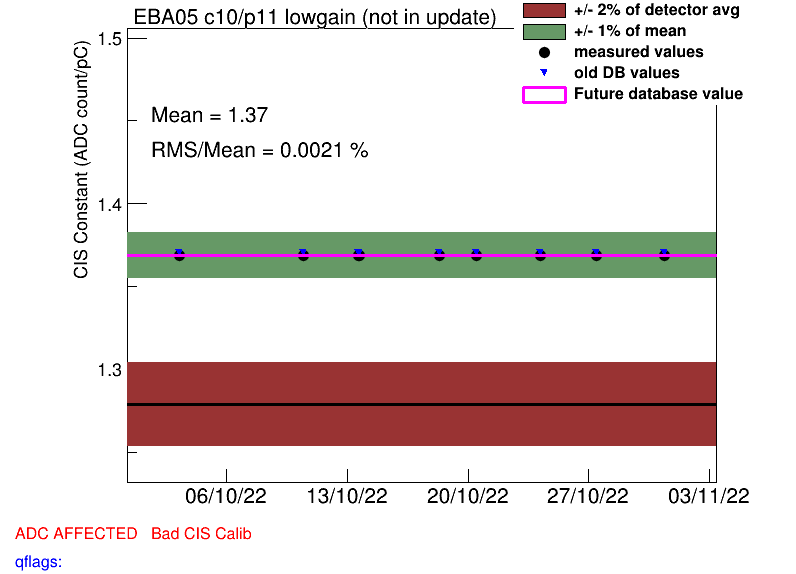 EBA05 c10/p11 lowgain (not in update)
+/- 2% of detector avg
+/- 1% of mean
measured values
old DB values
Future database value
Mean = 1.37
RMS/Mean = 0.0021 %
CIS Constant (ADC count/pC)
1.5
1.4
1.3
06/10/22 13/10/22 20/10/22 27/10/22 03/11/22
ADC AFFECTED Bad CIS Calib
qflags: